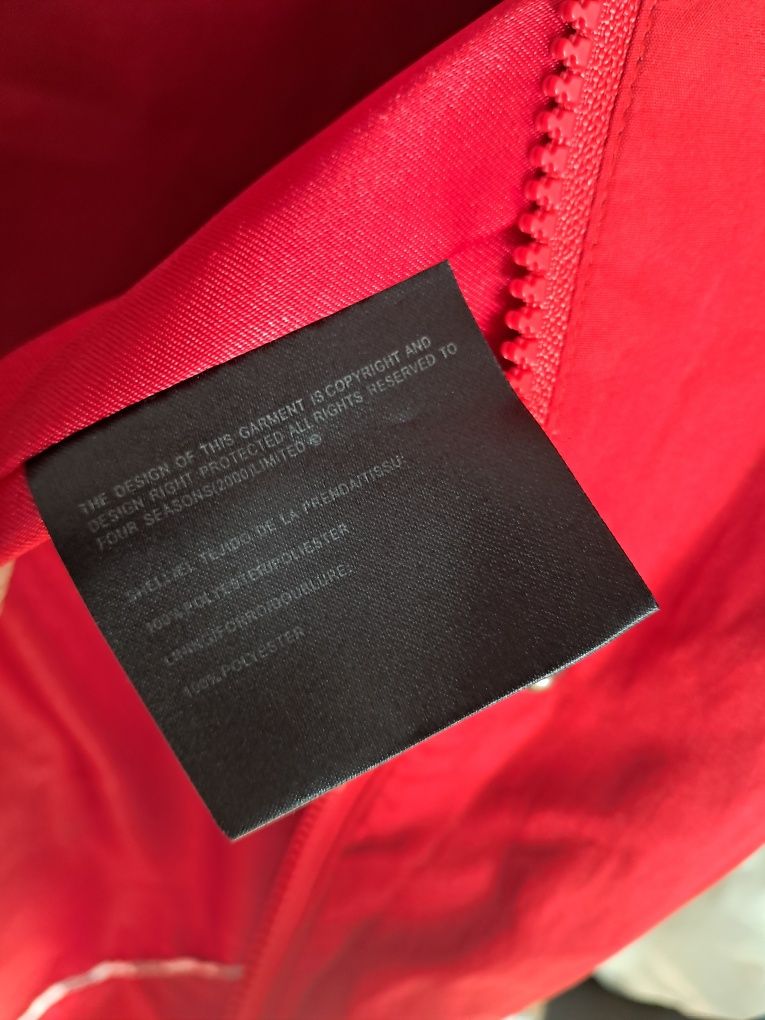 THE DESIGN OF THIS GARMENT IS COPYRIGHT AND
DESIGN RIGHT PROTECTED ALL RIGHTS RESERVED TO
FOUR SEASONS(2000)LIMITED ©
SHELL/EL TEJIDO DE LA PRENDA/TISSU:
100%POLYESTER/POLIESTER
LINING/FORRO/DOUBLURE:
100%POLYESTER